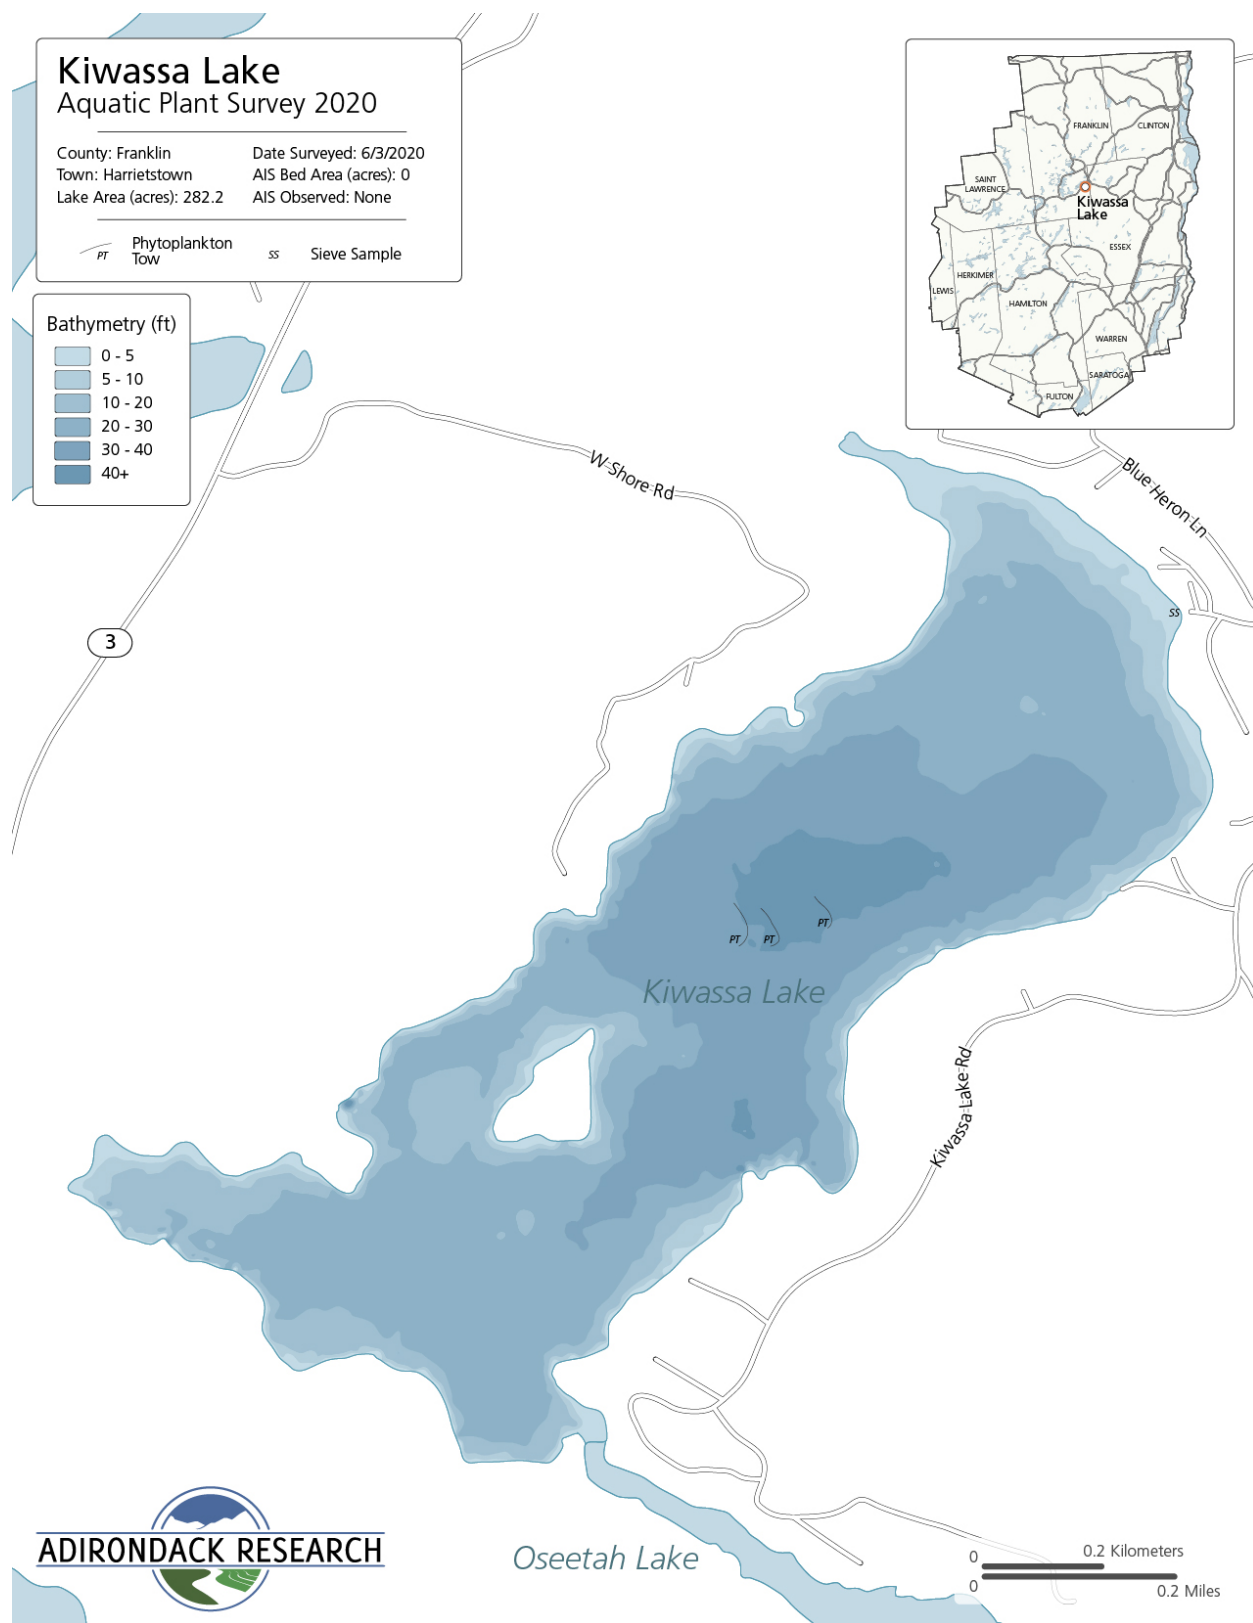 Kiwassa Lake
Aquatic Plant Survey 2020
County: Franklin
Town: Harrietstown
Lake Area (acres): 282.2
Date Surveyed: 6/3/2020
AIS Bed Area (acres): 0
AIS Observed: None
PT
Phytoplankton
Tow
SS
Sieve Sample
Bathymetry (ft)
0 - 5
5 - 10
10 - 20
20 - 30
30 - 40
40+
FRANKLIN
CLINTON
SAINT
LAWRENCE
Kiwassa
Lake
ESSEX
HERKIMER
LEWIS
HAMILTON
WARREN
SARATOGA
FULTON
W Shore Rd
Blue Heron Ln
SS
3
PT
PT
PT
Kiwassa Lake
Kiwassa Lake Rd
Oseetah Lake
ADIRONDACK RESEARCH
0
0.2 Kilometers
0
0.2 Miles